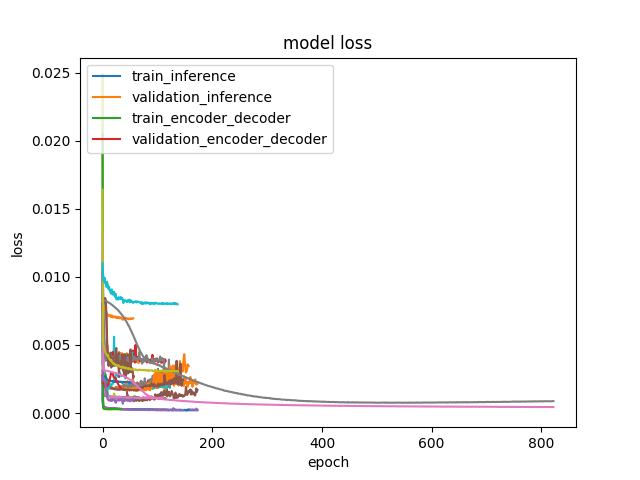 model loss
train_inference
validation_inference
train_encoder_decoder
validation_encoder_decoder
0.025
0.020
0.015
0.010
0.005
0.000
loss
0
200
400
600
800
epoch